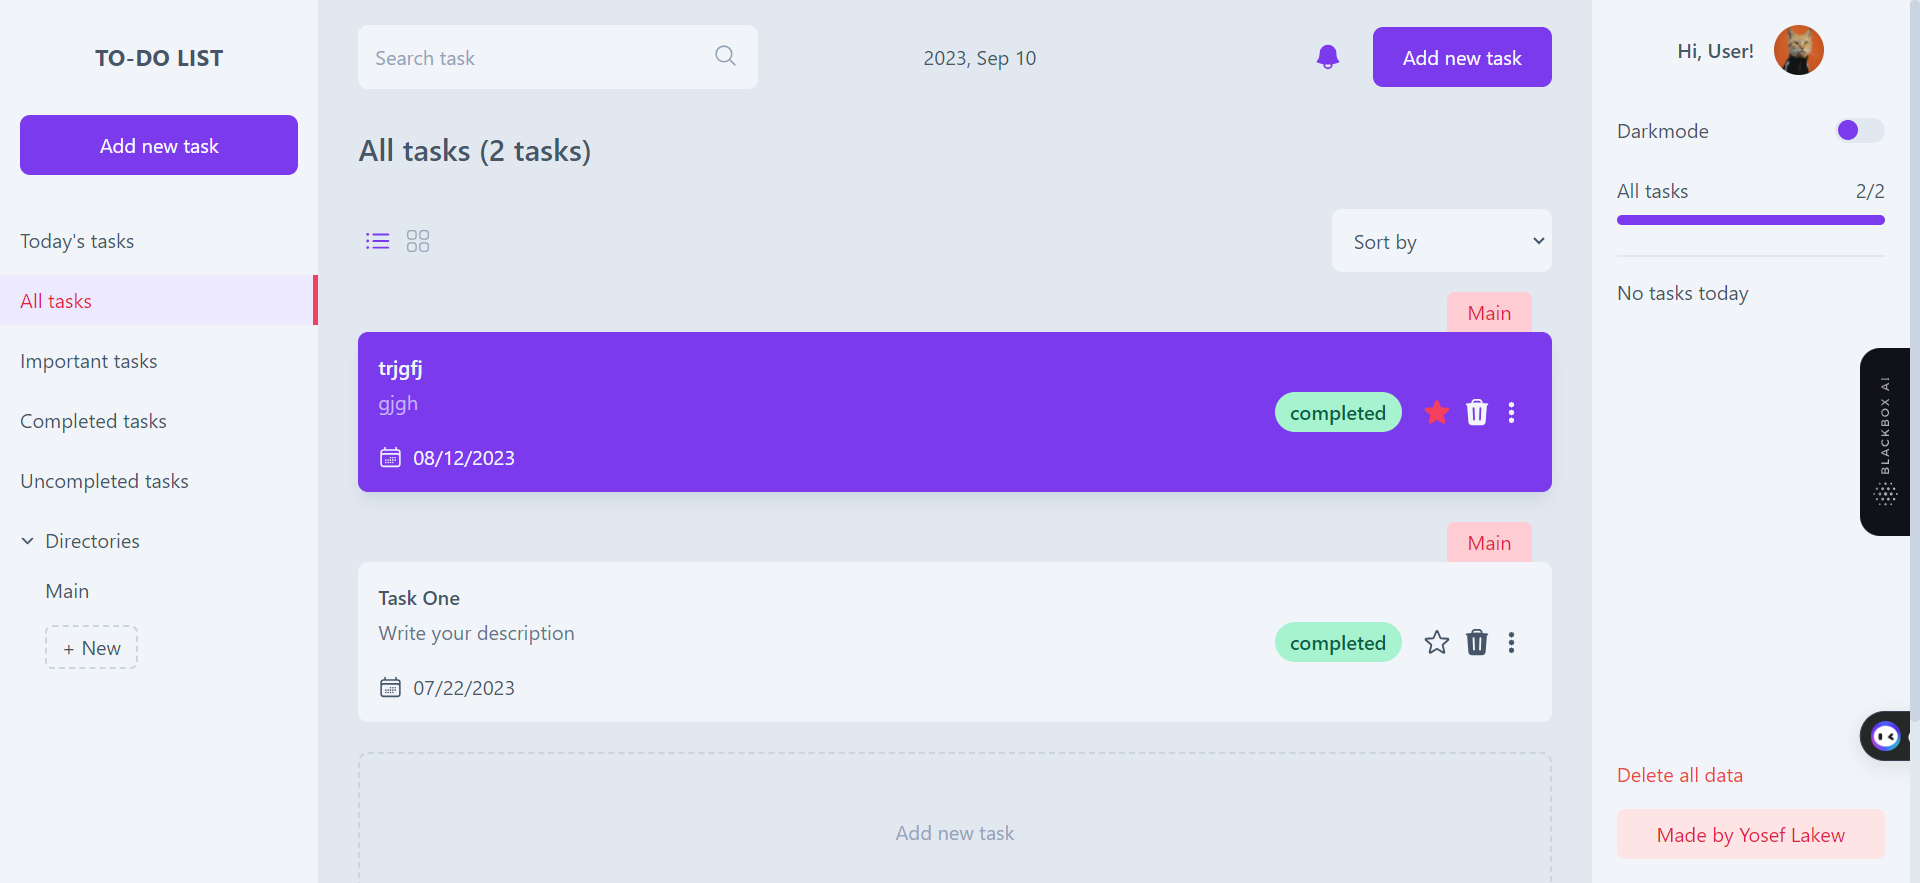 TO-DO LIST
Add new task
Today's tasks
All tasks
Important tasks
Completed tasks
Uncompleted tasks
Directories
Main
+ New
Search task
2023, Sep 10
Add new task
All tasks (2 tasks)
Sort by
Main
trjgfj
gjgh
completed
08/12/2023
Main
Task One
Write your description
completed
07/22/2023
Add new task
Hi, User!
Darkmode
All tasks 2/2
No tasks today
BLACKBOX AI
Delete all data
Made by Yosef Lakew